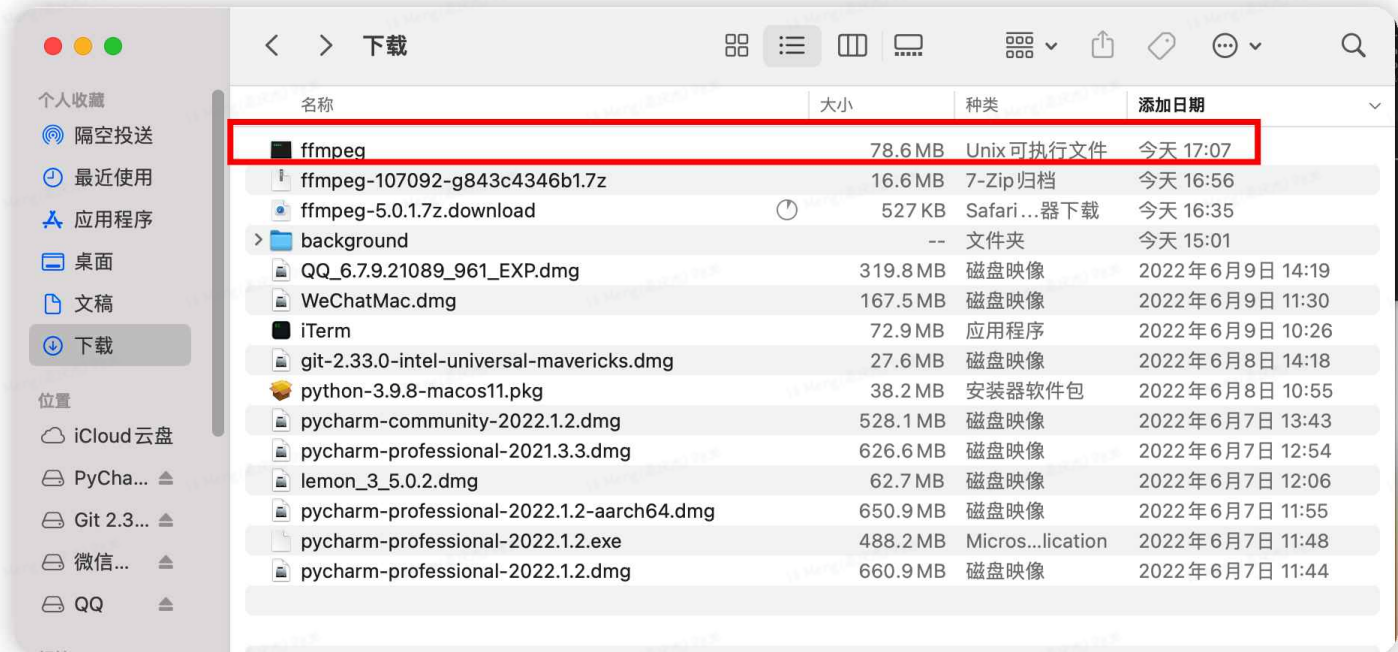 下载
个人收藏
隔空投送
最近使用
应用程序
桌面
文稿
下载
位置
iCloud云盘
PyCha...
Git 2.3...
微信...
QQ
名称 大小 种类 添加日期
ffmpeg 78.6 MB Unix可执行文件 今天 17:07
ffmpeg-107092-g843c4346b1.7z 16.6 MB 7-Zip归档 今天 16:56
ffmpeg-5.0.1.7z.download 527 KB Safari...器下载 今天 16:35
background -- 文件夹 今天 15:01
QQ_6.7.9.21089_961_EXP.dmg 319.8 MB 磁盘映像 2022年6月9日 14:19
WeChatMac.dmg 167.5 MB 磁盘映像 2022年6月9日 11:30
iTerm 72.9 MB 应用程序 2022年6月9日 10:26
git-2.33.0-intel-universal-mavericks.dmg 27.6 MB 磁盘映像 2022年6月8日 14:18
python-3.9.8-macos11.pkg 38.2 MB 安装器软件包 2022年6月8日 10:55
pycharm-community-2022.1.2.dmg 528.1 MB 磁盘映像 2022年6月7日 13:43
pycharm-professional-2021.3.3.dmg 626.6 MB 磁盘映像 2022年6月7日 12:54
lemon_3_5.0.2.dmg 62.7 MB 磁盘映像 2022年6月7日 12:06
pycharm-professional-2022.1.2-aarch64.dmg 650.9 MB 磁盘映像 2022年6月7日 11:55
pycharm-professional-2022.1.2.exe 488.2 MB Micros...lication 2022年6月7日 11:48
pycharm-professional-2022.1.2.dmg 660.9 MB 磁盘映像 2022年6月7日 11:44